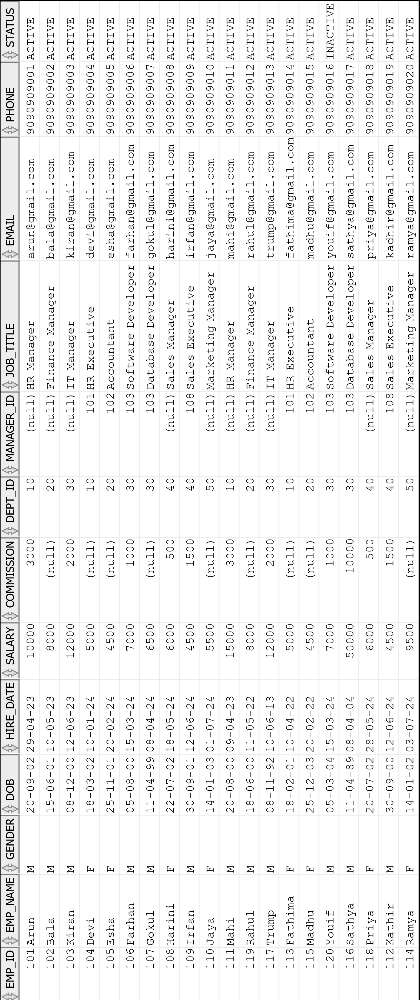 EMP_ID EMP_NAME GENDER DOB HIRE_DATE SALARY COMMISSION DEPT_ID MANAGER_ID JOB_TITLE EMAIL PHONE STATUS
101 Arun M 20-09-02 29-04-23 10000 3000 10 (null) HR Manager arun@gmail.com 9090909001 ACTIVE
102 Bala M 15-06-01 10-05-23 8000 (null) 20 (null) Finance Manager bala@gmail.com 9090909002 ACTIVE
103 Kiran M 08-12-00 12-06-23 12000 2000 30 (null) IT Manager kiran@gmail.com 9090909003 ACTIVE
104 Devi F 18-03-02 10-01-24 5000 (null) 10 101 HR Executive devi@gmail.com 9090909004 ACTIVE
105 Esha F 25-11-01 20-02-24 4500 (null) 20 102 Accountant esha@gmail.com 9090909005 ACTIVE
106 Farhan M 05-08-00 15-03-24 7000 1000 30 103 Software Developer farhan@gmail.com 9090909006 ACTIVE
107 Gokul M 11-04-99 08-04-24 6500 (null) 30 103 Database Developer gokul@gmail.com 9090909007 ACTIVE
108 Harini F 22-07-02 18-05-24 6000 500 40 (null) Sales Manager harini@gmail.com 9090909008 ACTIVE
109 Irfan M 30-09-01 12-06-24 4500 1500 40 108 Sales Executive irfan@gmail.com 9090909009 ACTIVE
110 Jaya F 14-01-03 01-07-24 5500 (null) 50 (null) Marketing Manager jaya@gmail.com 9090909010 ACTIVE
111 Mahi M 20-08-00 09-04-23 15000 3000 10 (null) HR Manager mahi@gmail.com 9090909011 ACTIVE
119 Rahul M 18-06-00 11-05-22 8000 (null) 20 (null) Finance Manager rahul@gmail.com 9090909012 ACTIVE
117 Trump M 08-11-92 10-06-13 12000 2000 30 (null) IT Manager trump@gmail.com 9090909013 ACTIVE
113 Fathima F 18-02-01 10-04-22 5000 (null) 10 101 HR Executive fathima@gmail.com 9090909014 ACTIVE
115 Madhu F 25-12-03 20-02-22 4500 (null) 20 102 Accountant madhu@gmail.com 9090909015 ACTIVE
120 Youif M 05-03-04 15-03-24 7000 1000 30 103 Software Developer youif@gmail.com 9090909016 INACTIVE
116 Sathya M 11-04-89 08-04-04 50000 10000 30 103 Database Developer sathya@gmail.com 9090909017 ACTIVE
118 Priya F 20-07-02 28-05-24 6000 500 40 (null) Sales Manager priya@gmail.com 9090909018 ACTIVE
112 Kathir M 30-09-00 12-06-24 4500 1500 40 108 Sales Executive kadhir@gmail.com 9090909019 ACTIVE
114 Ramya F 14-01-02 03-07-24 9500 (null) 50 (null) Marketing Manager ramya@gmail.com 9090909020 ACTIVE